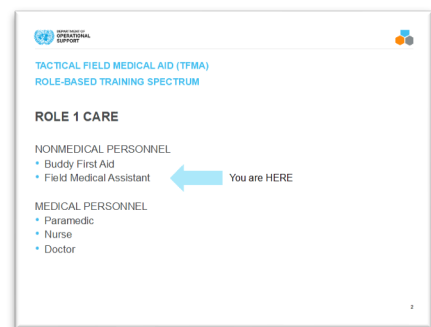 DEPARTMENT OF
OPERATIONAL
SUPPORT
TACTICAL FIELD MEDICAL AID (TFMA)
ROLE-BASED TRAINING SPECTRUM
ROLE 1 CARE
NONMEDICAL PERSONNEL
• Buddy First Aid
• Field Medical Assistant
You are HERE
MEDICAL PERSONNEL
• Paramedic
• Nurse
• Doctor
2